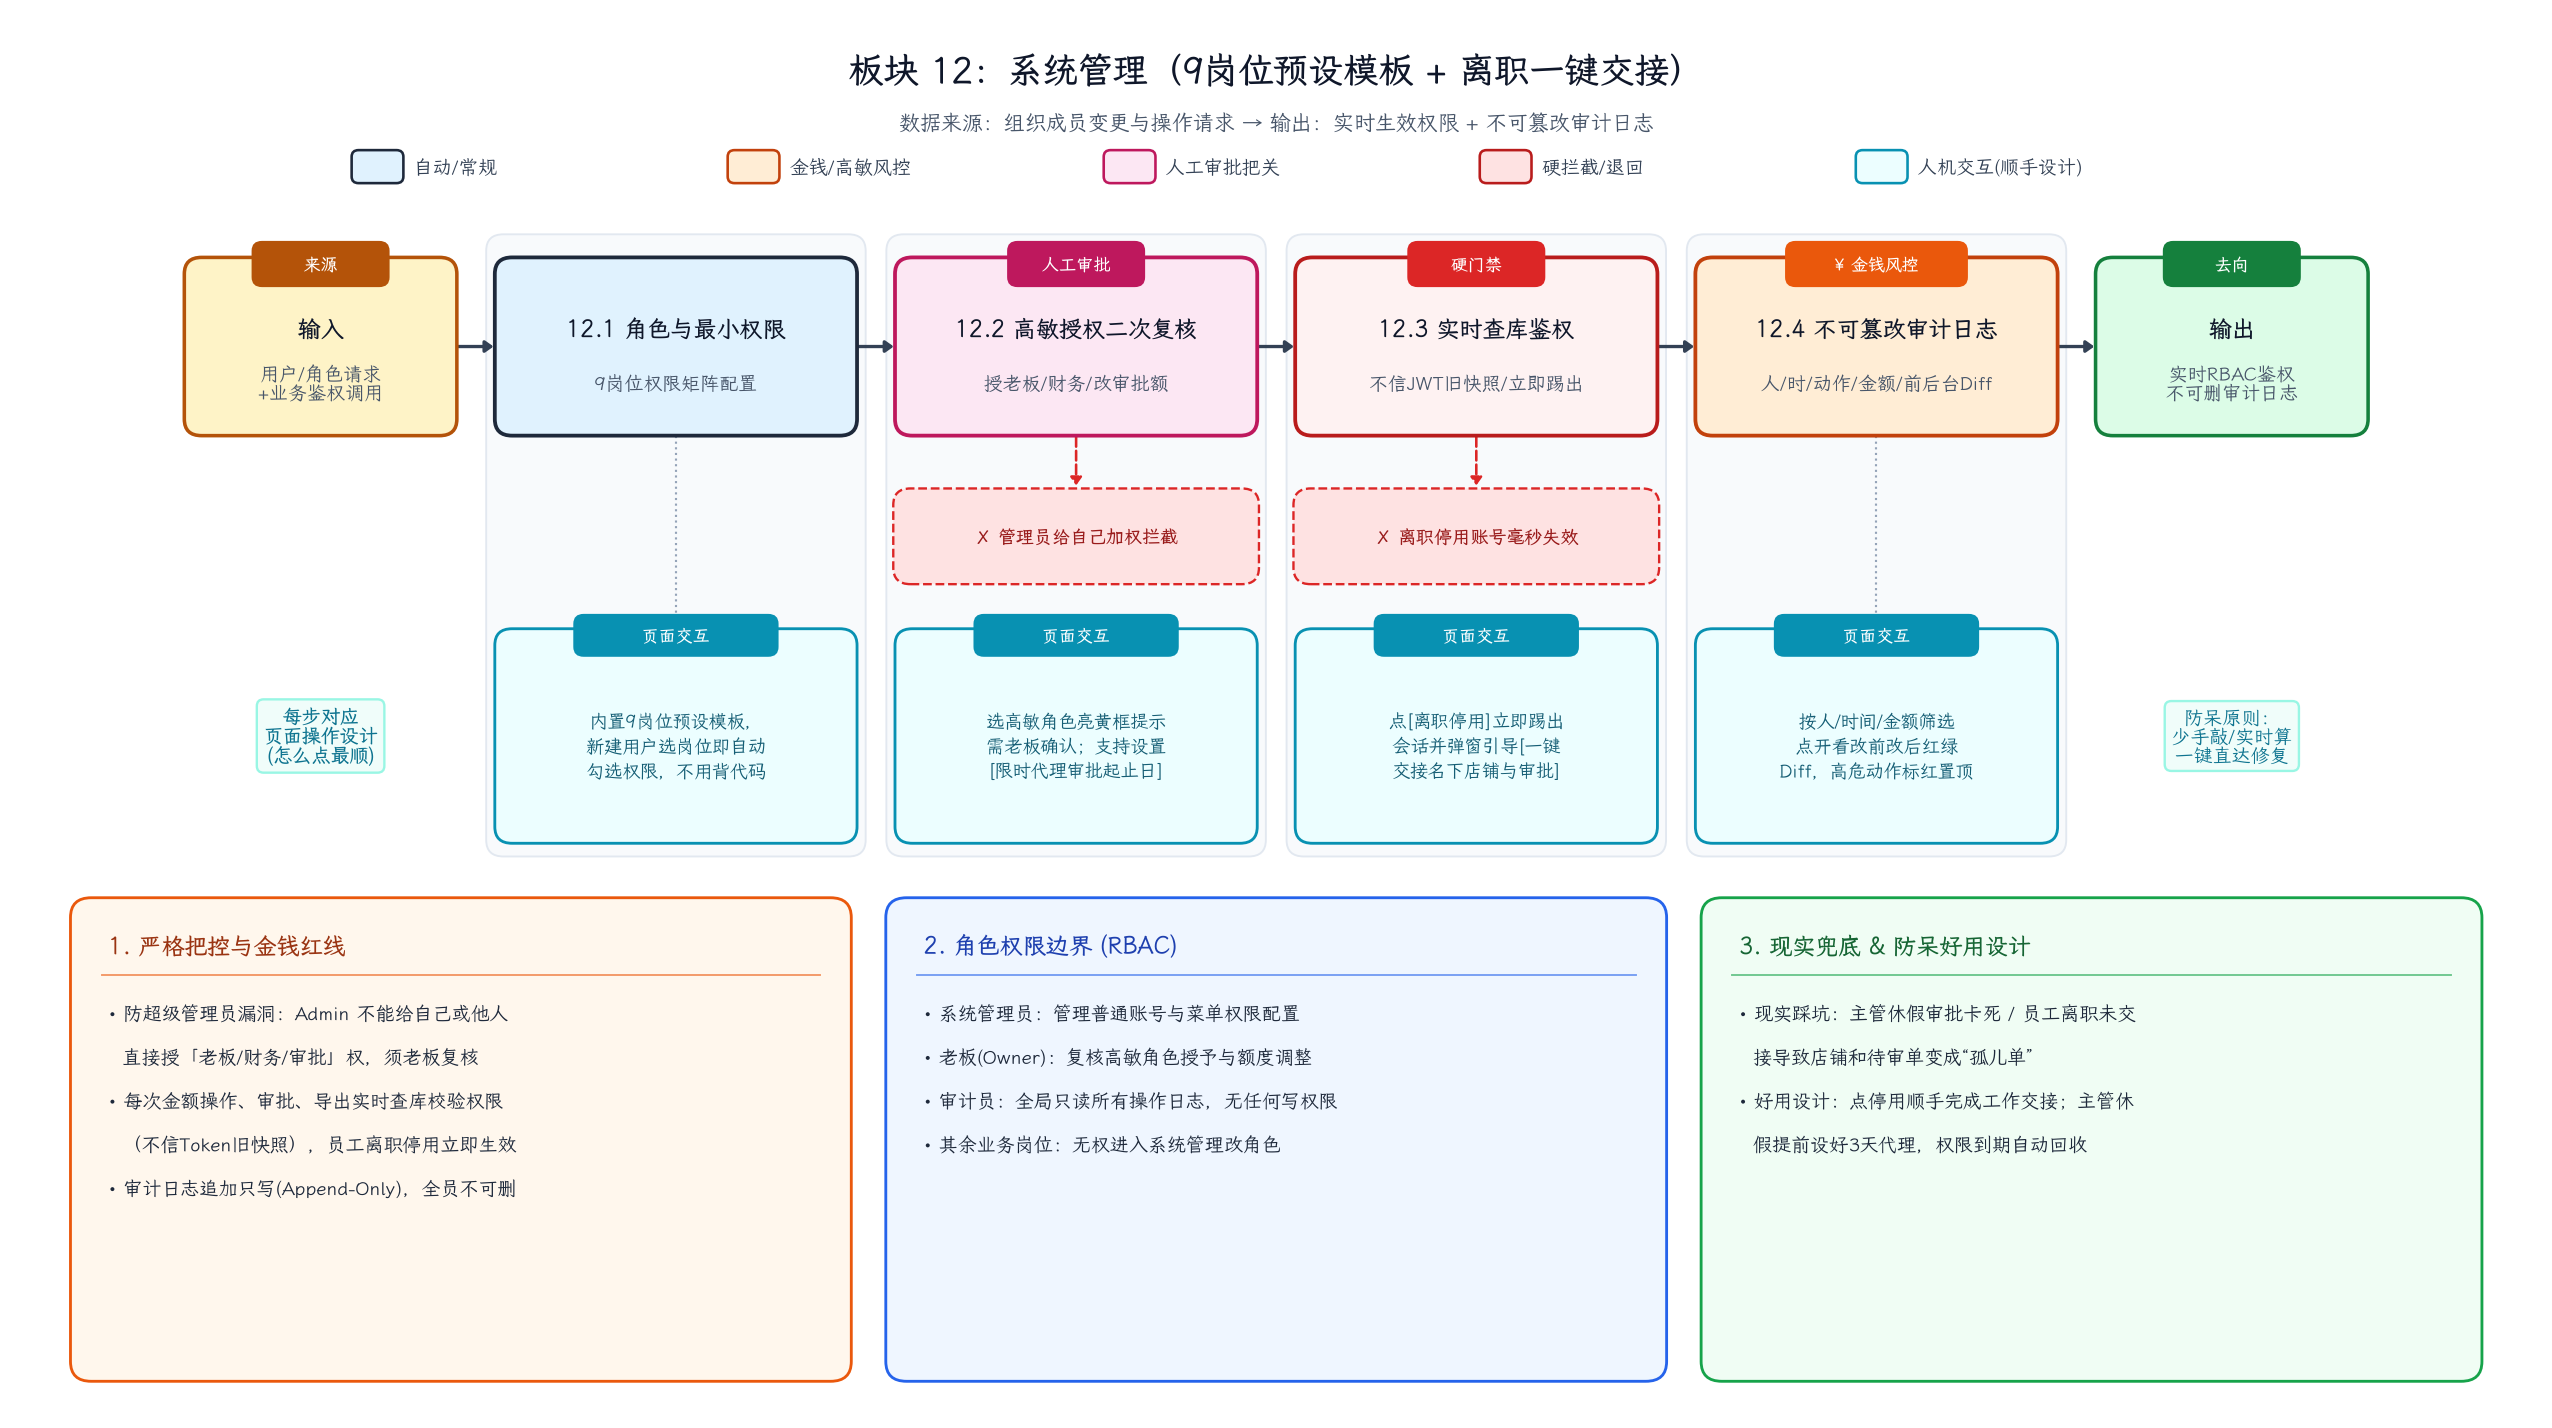 板块 12：系统管理（9岗位预设模板 + 离职一键交接）
数据来源：组织成员变更与操作请求 → 输出：实时生效权限 + 不可篡改审计日志
自动/常规
金钱/高敏风控
人工审批把关
硬拦截/退回
人机交互(顺手设计)
来源
输入
用户/角色请求
+业务鉴权调用
12.1 角色与最小权限
9岗位权限矩阵配置
人工审批
12.2 高敏授权二次复核
授老板/财务/改审批额
硬门禁
12.3 实时查库鉴权
不信JWT旧快照/立即踢出
¥ 金钱风控
12.4 不可篡改审计日志
人/时/动作/金额/前后台Diff
去向
输出
实时RBAC鉴权
不可删审计日志
X 管理员给自己加权拦截
X 离职停用账号毫秒失效
每步对应
页面操作设计
(怎么点最顺)
页面交互
内置9岗位预设模板，
新建用户选岗位即自动
勾选权限，不用背代码
页面交互
选高敏角色亮黄框提示
需老板确认；支持设置
[限时代理审批起止日]
页面交互
点[离职停用]立即踢出
会话并弹窗引导[一键
交接名下店铺与审批]
页面交互
按人/时间/金额筛选
点开看改前改后红绿
Diff，高危动作标红置顶
防呆原则：
少手敲/实时算
一键直达修复
1. 严格把控与金钱红线
• 防超级管理员漏洞：Admin 不能给自己或他人
直接授「老板/财务/审批」权，须老板复核
• 每次金额操作、审批、导出实时查库校验权限
（不信Token旧快照），员工离职停用立即生效
• 审计日志追加只写(Append-Only)，全员不可删
2. 角色权限边界 (RBAC)
• 系统管理员：管理普通账号与菜单权限配置
• 老板(Owner)：复核高敏角色授予与额度调整
• 审计员：全局只读所有操作日志，无任何写权限
• 其余业务岗位：无权进入系统管理改角色
3. 现实兜底 & 防呆好用设计
• 现实踩坑：主管休假审批卡死 / 员工离职未交
接导致店铺和待审单变成“孤儿单”
• 好用设计：点停用顺手完成工作交接；主管休
假提前设好3天代理，权限到期自动回收